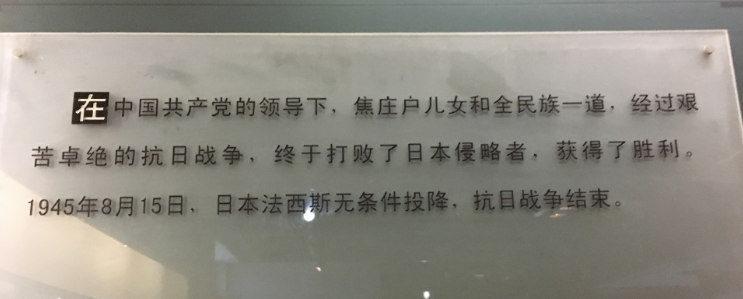 在中国共产党的领导下，焦庄户儿女和全民族一道，经过艰
苦卓绝的抗日战争，终于打败了日本侵略者，获得了胜利。
1945年8月15日，日本法西斯无条件投降，抗日战争结束。